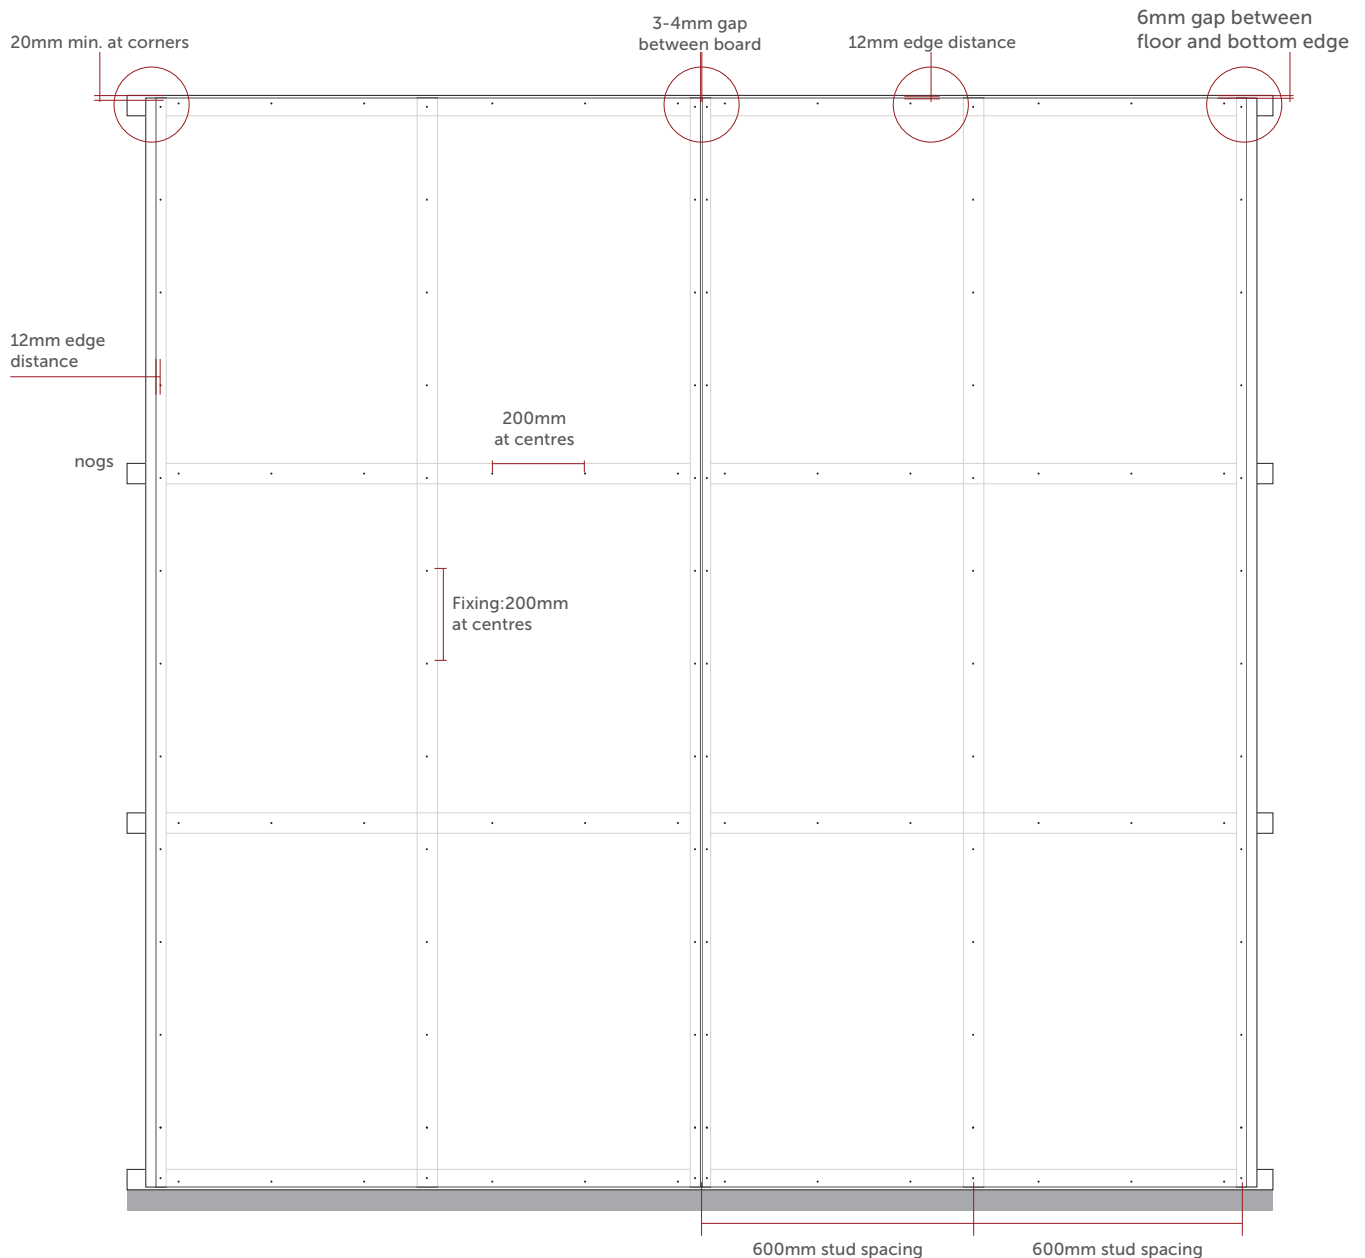 20mm min. at corners
3-4mm gap
between board
12mm edge distance
6mm gap between
floor and bottom edge
12mm edge
distance
200mm
at centres
nogs
Fixing:200mm
at centres
600mm stud spacing
600mm stud spacing